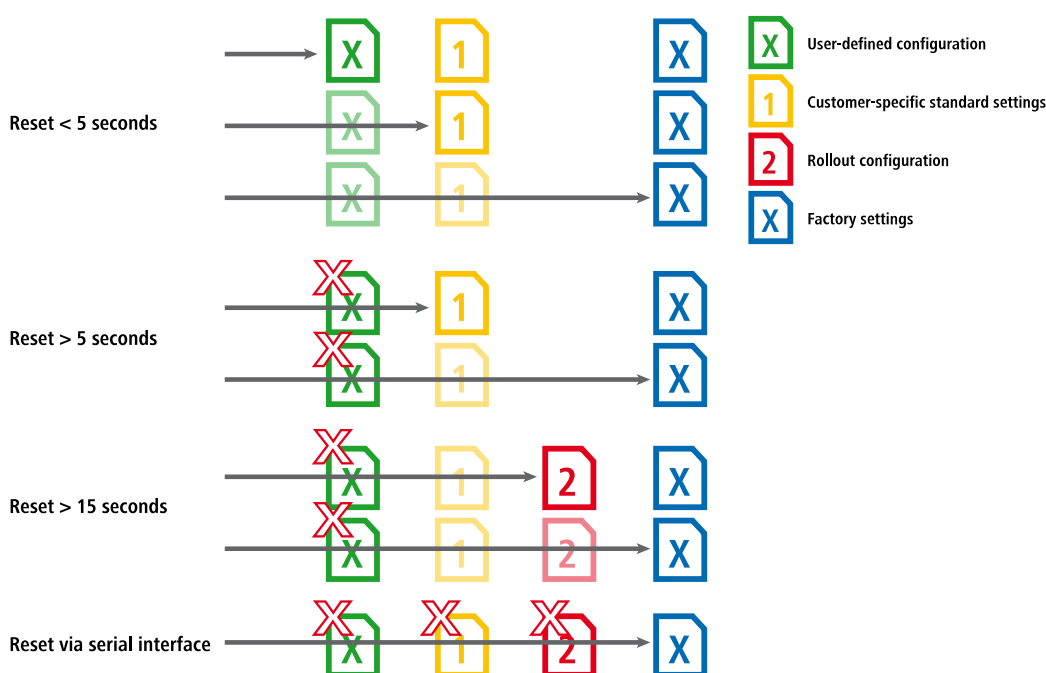 X 1 X X User-defined configuration
1 Customer-specific standard settings
Reset < 5 seconds X 1 X
2 Rollout configuration
X 1 X X Factory settings
X 1 X
Reset > 5 seconds
X 1 X
X 1 2 X
Reset > 15 seconds
X 1 2 X
Reset via serial interface X 1 2 X